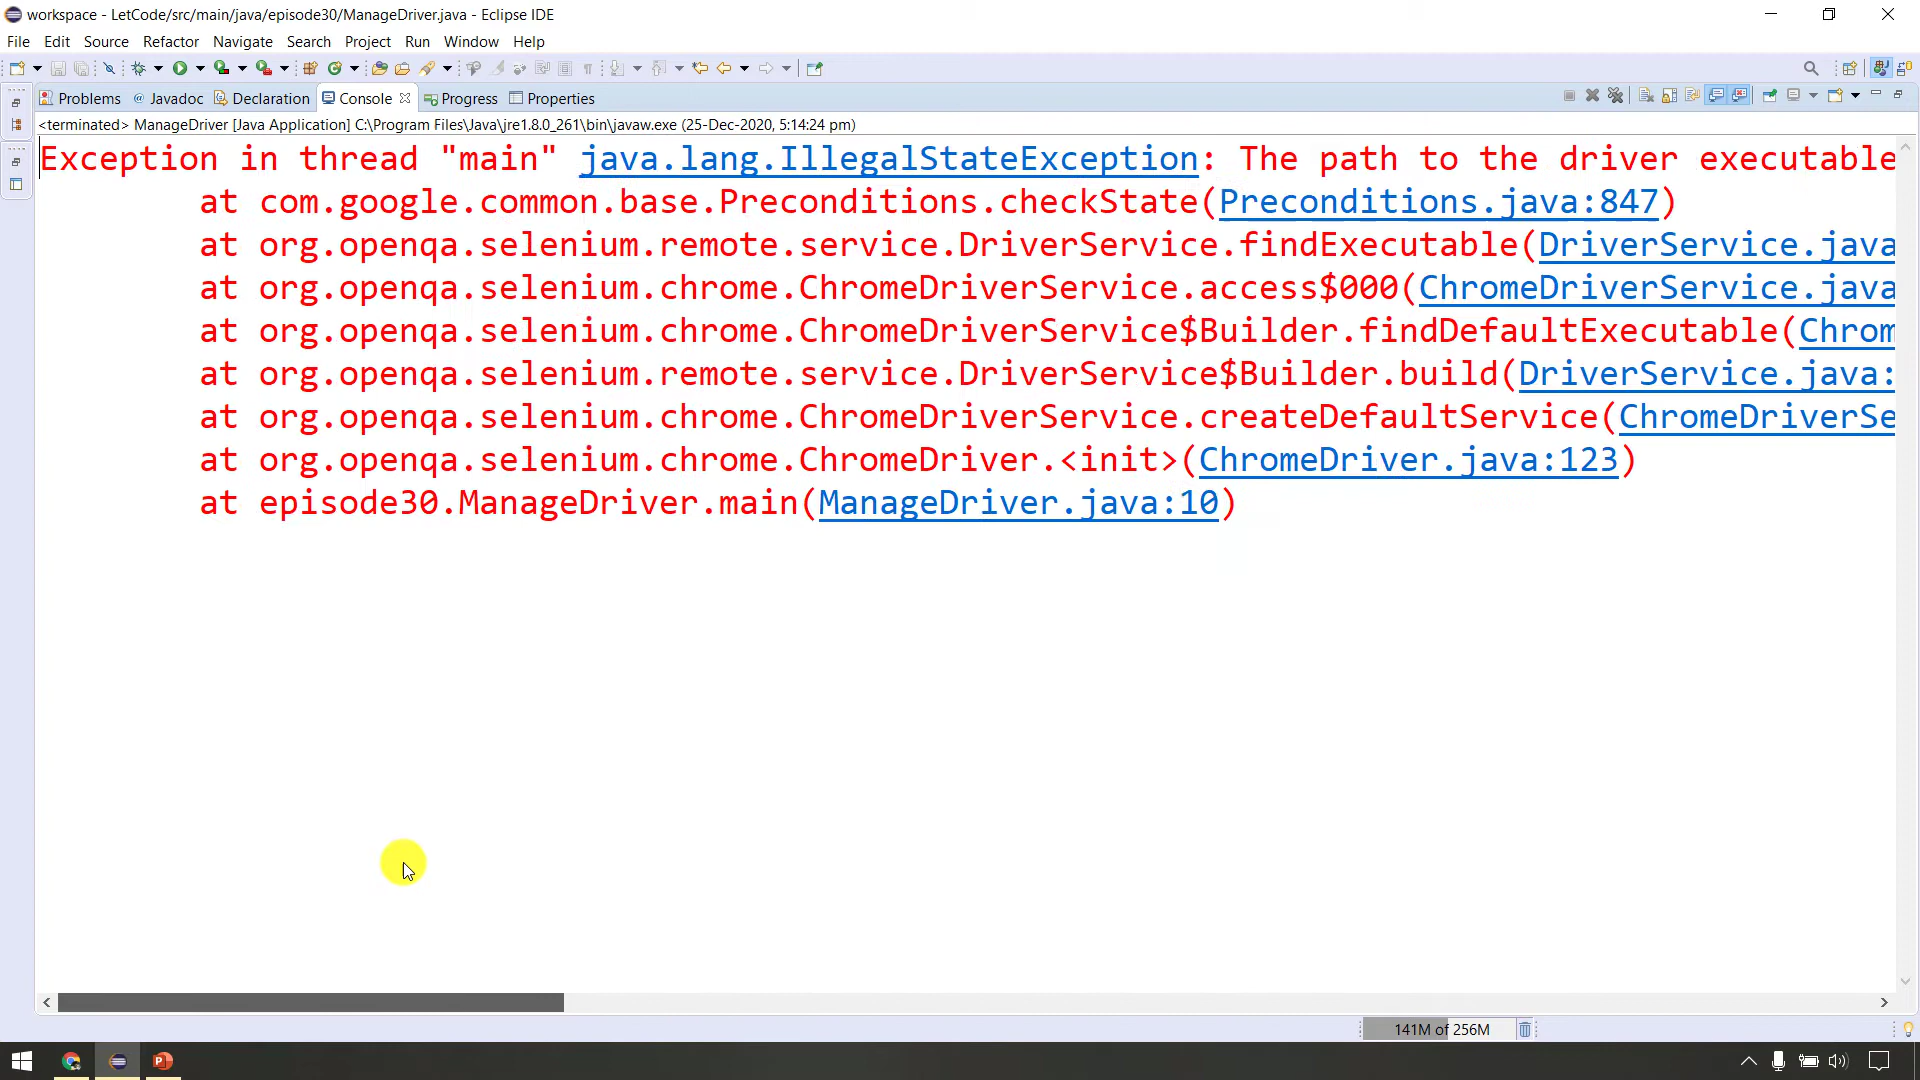 workspace - LetCode/src/main/java/episode30/ManageDriver.java - Eclipse IDE
File Edit Source Refactor Navigate Search Project Run Window Help
Problems @ Javadoc Declaration Console Progress Properties
<terminated> ManageDriver [Java Application] C:\Program Files\Java\jre1.8.0_261\bin\javaw.exe (25-Dec-2020, 5:14:24 pm)
Exception in thread "main" java.lang.IllegalStateException: The path to the driver executable
at com.google.common.base.Preconditions.checkState(Preconditions.java:847)
at org.openqa.selenium.remote.service.DriverService.findExecutable(DriverService.java
at org.openqa.selenium.chrome.ChromeDriverService.access$000(ChromeDriverService.java
at org.openqa.selenium.chrome.ChromeDriverService$Builder.findDefaultExecutable(Chrom
at org.openqa.selenium.remote.service.DriverService$Builder.build(DriverService.java:
at org.openqa.selenium.chrome.ChromeDriverService.createDefaultService(ChromeDriverSe
at org.openqa.selenium.chrome.ChromeDriver.<init>(ChromeDriver.java:123)
at episode30.ManageDriver.main(ManageDriver.java:10)
141M of 256M